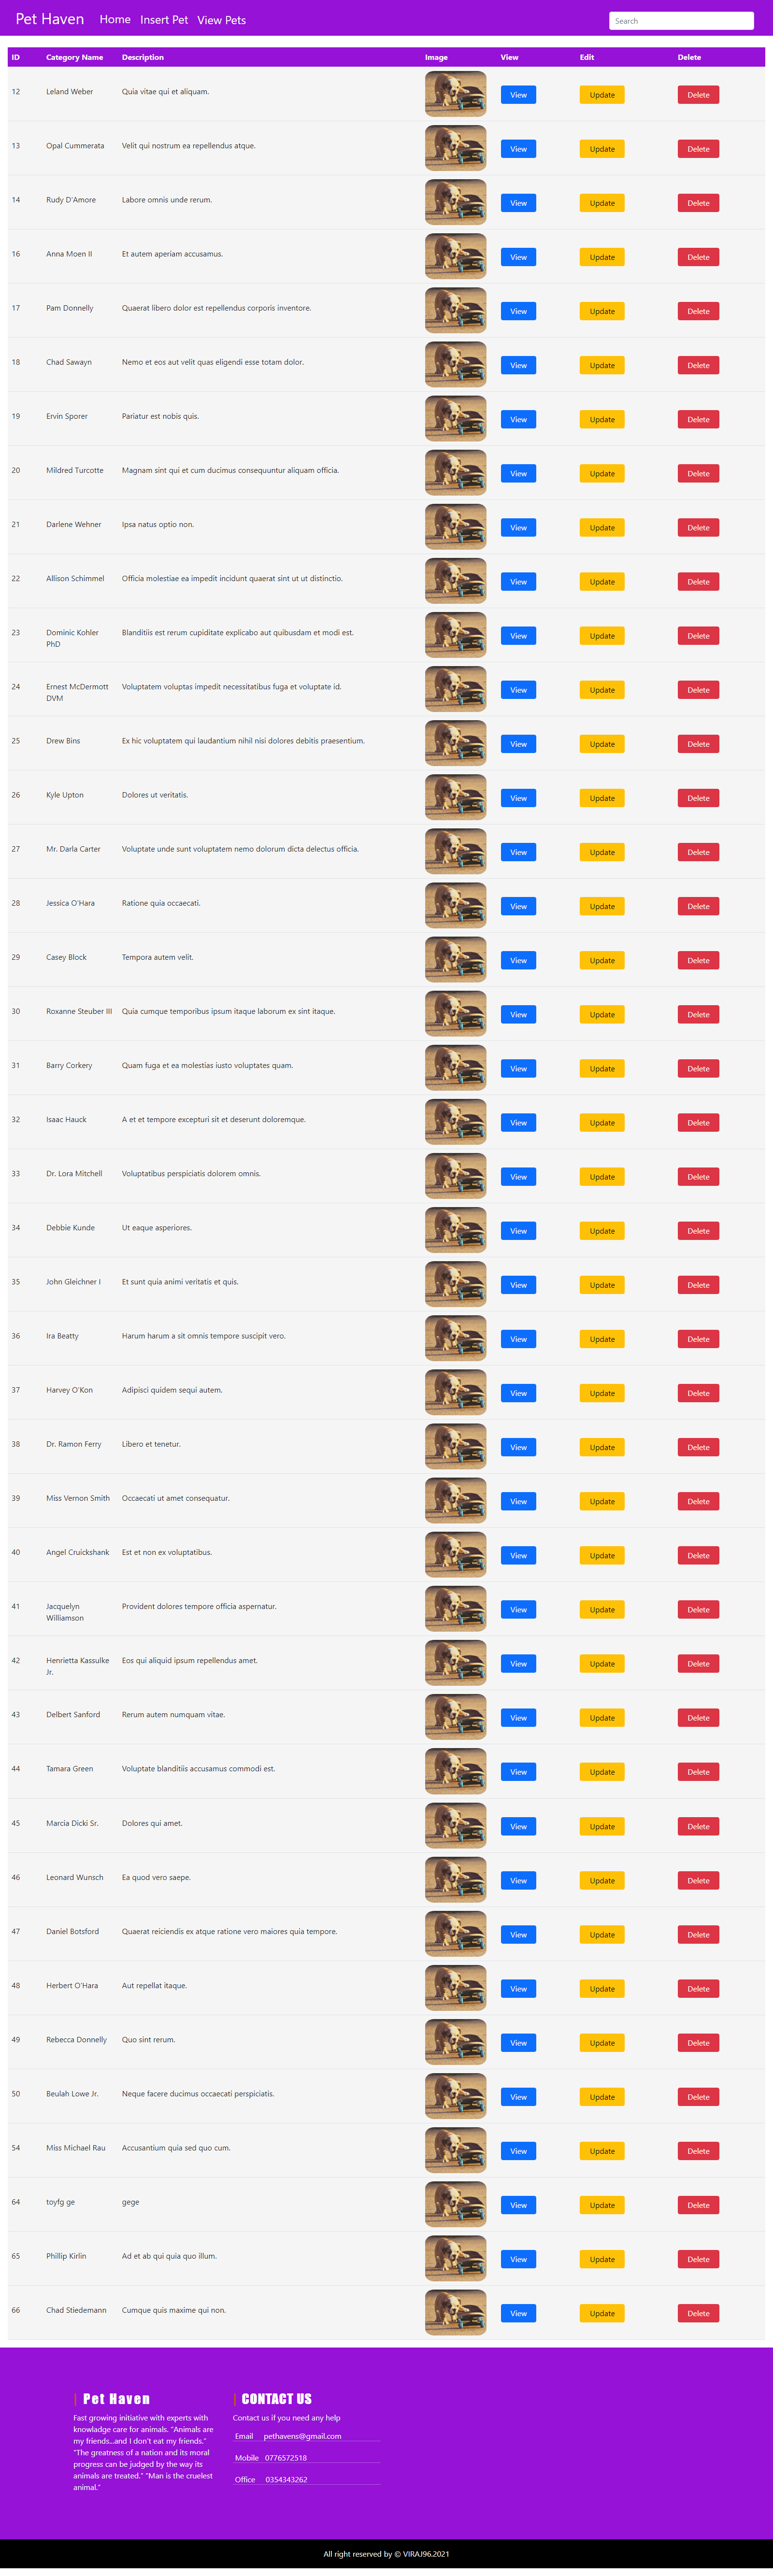 Pet Haven Home Insert Pet View Pets Search
ID Category Name Description Image View Edit Delete
12 Leland Weber Quia vitae qui et aliquam. View Update Delete
13 Opal Cummerata Velit qui nostrum ea repellendus atque. View Update Delete
14 Rudy D'Amore Labore omnis unde rerum. View Update Delete
16 Anna Moen II Et autem aperiam accusamus. View Update Delete
17 Pam Donnelly Quaerat libero dolor est repellendus corporis inventore. View Update Delete
18 Chad Sawayn Nemo et eos aut velit quas eligendi esse totam dolor. View Update Delete
19 Ervin Sporer Pariatur est nobis quis. View Update Delete
20 Mildred Turcotte Magnam sint qui et cum ducimus consequuntur aliquam officia. View Update Delete
21 Darlene Wehner Ipsa natus optio non. View Update Delete
22 Allison Schimmel Officia molestiae ea impedit incidunt quaerat sint ut ut distinctio. View Update Delete
23 Dominic Kohler Blanditiis est rerum cupiditate explicabo aut quibusdam et modi est. View Update Delete
PhD
24 Ernest McDermott Voluptatem voluptas impedit necessitatibus fuga et voluptate id. View Update Delete
DVM
25 Drew Bins Ex hic voluptatem qui laudantium nihil nisi dolores debitis praesentium. View Update Delete
26 Kyle Upton Dolores ut veritatis. View Update Delete
27 Mr. Darla Carter Voluptate unde sunt voluptatem nemo dolorum dicta delectus officia. View Update Delete
28 Jessica O'Hara Ratione quia occaecati. View Update Delete
29 Casey Block Tempora autem velit. View Update Delete
30 Roxanne Steuber III Quia cumque temporibus ipsum itaque laborum ex sint itaque. View Update Delete
31 Barry Corkery Quam fuga et ea molestias iusto voluptates quam. View Update Delete
32 Isaac Hauck A et et tempore excepturi sit et deserunt doloremque. View Update Delete
33 Dr. Lora Mitchell Voluptatibus perspiciatis dolorem omnis. View Update Delete
34 Debbie Kunde Ut eaque asperiores. View Update Delete
35 John Gleichner I Et sunt quia animi veritatis et quis. View Update Delete
36 Ira Beatty Harum harum a sit omnis tempore suscipit vero. View Update Delete
37 Harvey O'Kon Adipisci quidem sequi autem. View Update Delete
38 Dr. Ramon Ferry Libero et tenetur. View Update Delete
39 Miss Vernon Smith Occaecati ut amet consequatur. View Update Delete
40 Angel Cruickshank Est et non ex voluptatibus. View Update Delete
41 Jacquelyn Provident dolores tempore officia aspernatur. View Update Delete
Williamson
42 Henrietta Kassulke Eos qui aliquid ipsum repellendus amet. View Update Delete
Jr.
43 Delbert Sanford Rerum autem numquam vitae. View Update Delete
44 Tamara Green Voluptate blanditiis accusamus commodi est. View Update Delete
45 Marcia Dicki Sr. Dolores qui amet. View Update Delete
46 Leonard Wunsch Ea quod vero saepe. View Update Delete
47 Daniel Botsford Quaerat reiciendis ex atque ratione vero maiores quia tempore. View Update Delete
48 Herbert O'Hara Aut repellat itaque. View Update Delete
49 Rebecca Donnelly Quo sint rerum. View Update Delete
50 Beulah Lowe Jr. Neque facere ducimus occaecati perspiciatis. View Update Delete
54 Miss Michael Rau Accusantium quia sed quo cum. View Update Delete
64 toyfg ge gege View Update Delete
65 Phillip Kirlin Ad et ab qui quia quo illum. View Update Delete
66 Chad Stiedemann Cumque quis maxime qui non. View Update Delete
Pet Haven
Fast growing initiative with experts with
knowladge care for animals. "Animals are
my friends...and I don't eat my friends."
"The greatness of a nation and its moral
progress can be judged by the way its
animals are treated." "Man is the cruelest
animal."
CONTACT US
Contact us if you need any help
Email pethavens@gmail.com
Mobile 0776572518
Office 0354343262
All right reserved by © VIRAJ96.2021